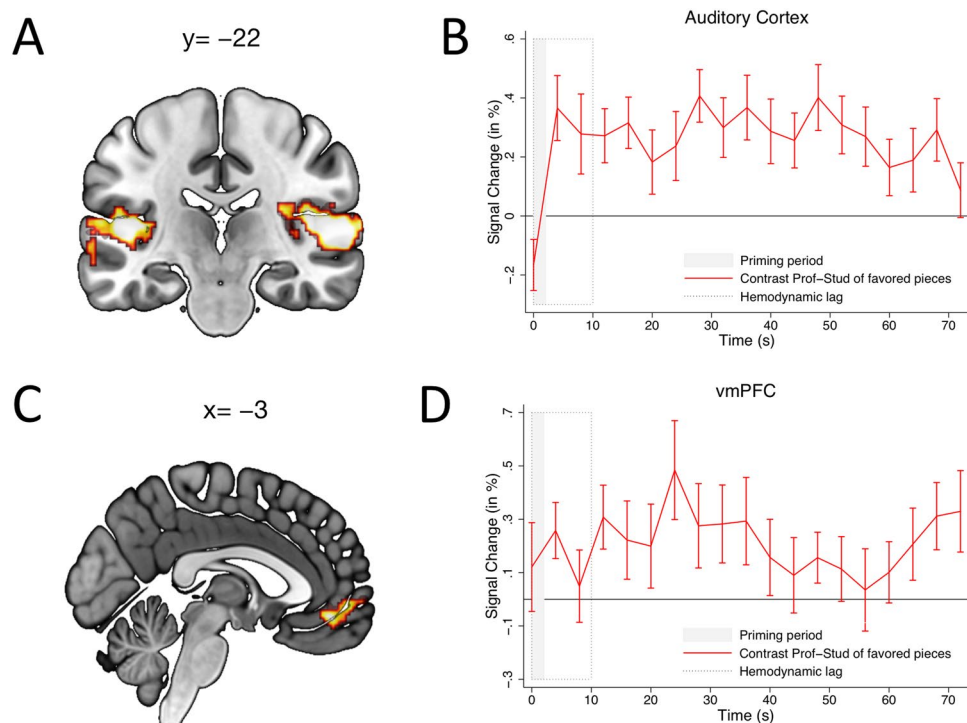 A
y= −22
B
Auditory Cortex
Signal Change (in %)
.6
.4
.2
0
-.2
Priming period
Contrast Prof−Stud of favored pieces
Hemodynamic lag
0 10 20 30 40 50 60 70
Time (s)
C
x= −3
D
vmPFC
Signal Change (in %)
.7
.5
.3
.1
-.1
-.3
Priming period
Contrast Prof−Stud of favored pieces
Hemodynamic lag
0 10 20 30 40 50 60 70
Time (s)